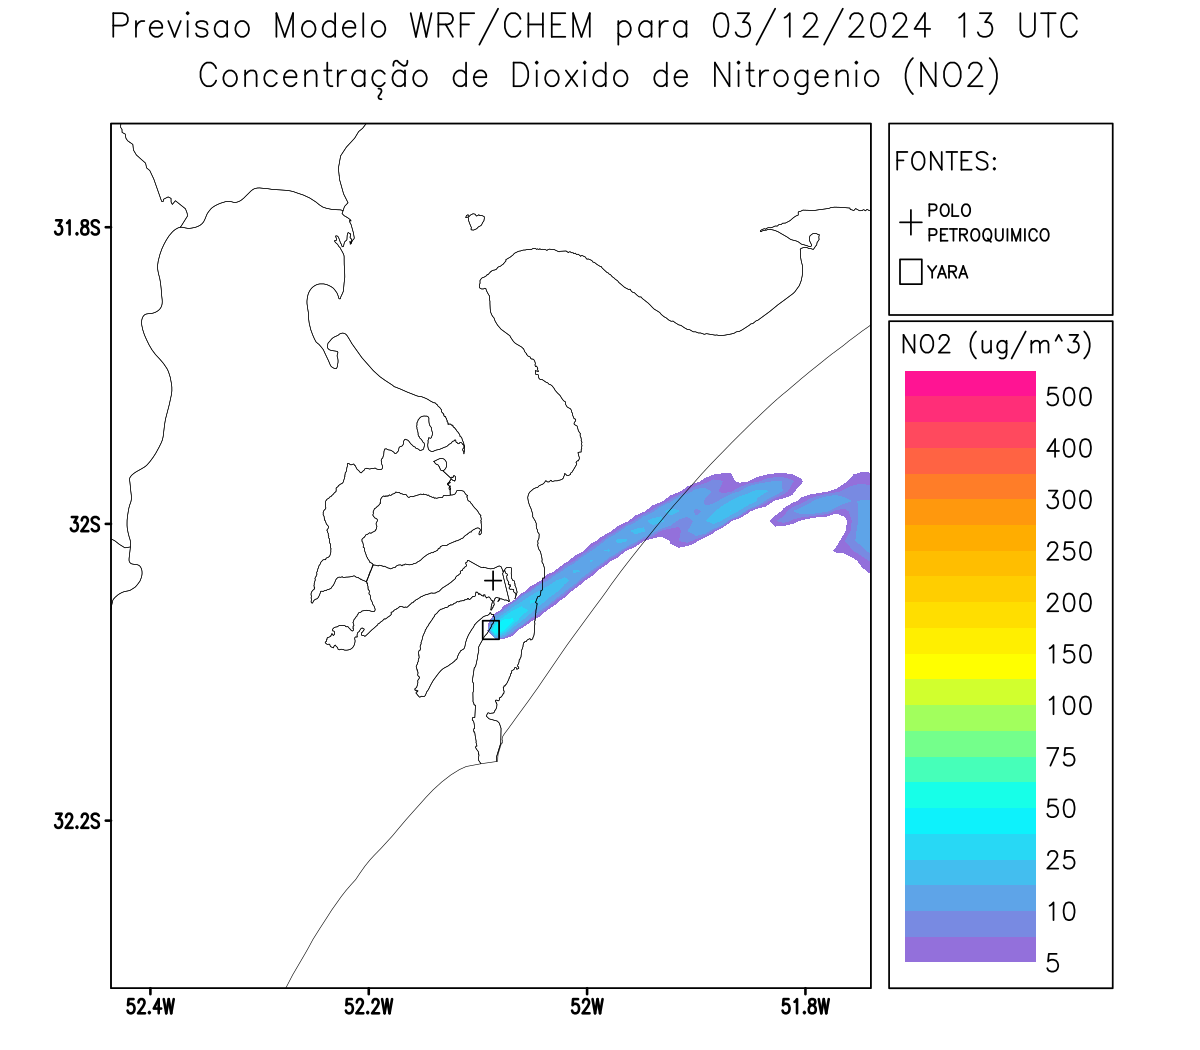 Previsao Modelo WRF/CHEM para 03/12/2024 13 UTC
Concentração de Dioxido de Nitrogenio (NO2)
FONTES:
POLO
PETROQUIMICO
YARA
31.8S
32S
32.2S
52.4W
52.2W
52W
51.8W
NO2 (ug/m^3)
500
400
300
250
200
150
100
75
50
25
10
5